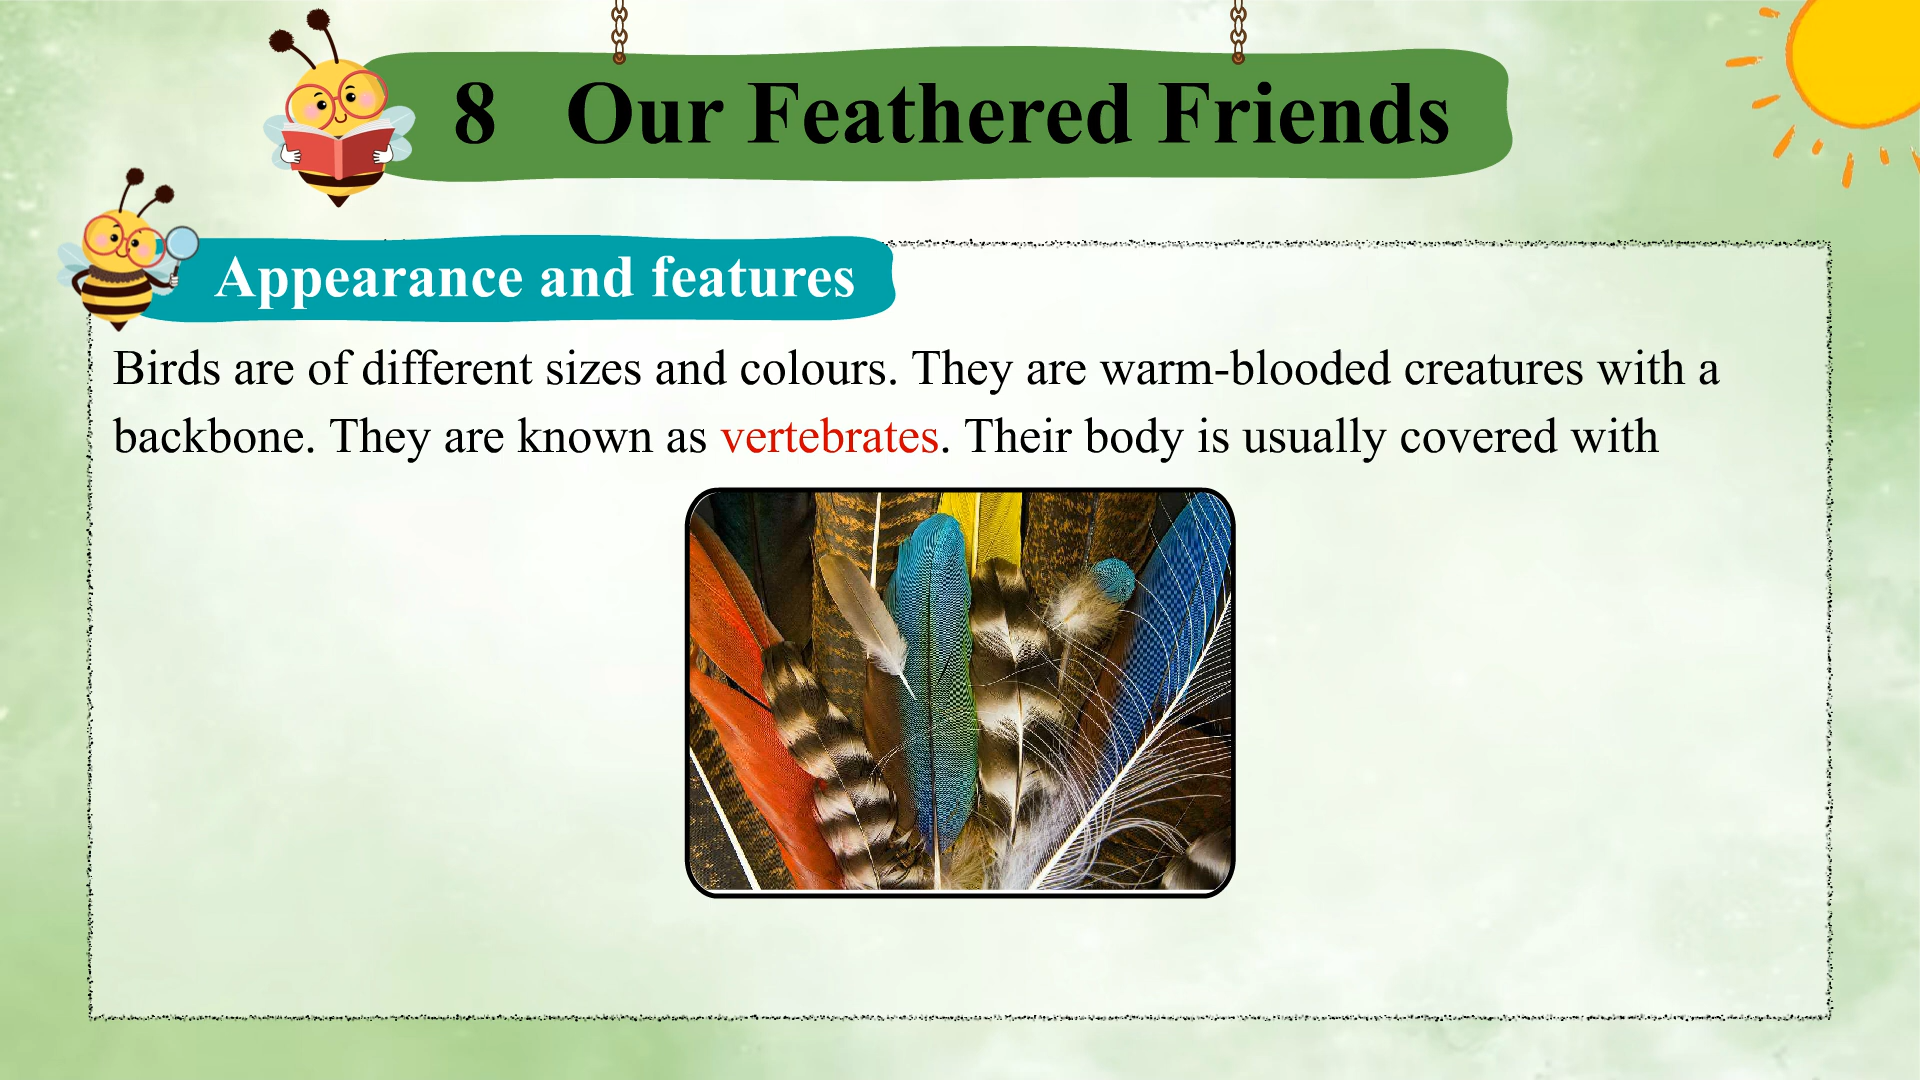 8 Our Feathered Friends
Appearance and features
Birds are of different sizes and colours. They are warm-blooded creatures with a
backbone. They are known as vertebrates. Their body is usually covered with